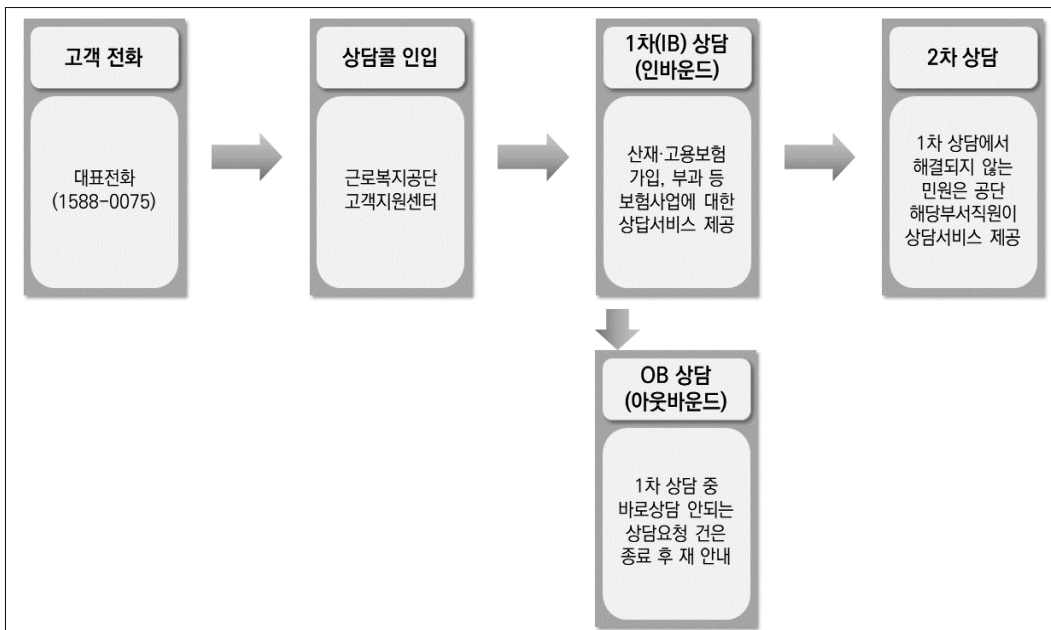 고객 전화
대표전화
(1588-0075)
상담콜 인입
근로복지공단
고객지원센터
1차(IB) 상담
(인바운드)
산재·고용보험
가입, 부과 등
보험사업에 대한
상답서비스 제공
2차 상담
1차 상담에서
해결되지 않는
민원은 공단
해당부서직원이
상담서비스 제공
OB 상담
(아웃바운드)
1차 상담 중
바로상담 안되는
상담요청 건은
종료 후 재 안내